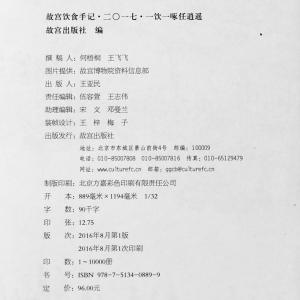 故宫饮食手记·二〇一七·一饮一啄任逍遥
故宫出版社 编
撰稿人：何梧桐 王飞飞
图片提供：故宫博物院资料信息部
出版人：王亚民
责任编辑：伍容萱 王志伟
助理编辑：宋文 邓曼兰
装帧设计：王梓 梅子
出版发行：故宫出版社
地址：北京市东城区景山前街4号 邮编：100009
电话：010-85007808 010-85007816 传真：010-65129479
网址：www.culturefc.cn 邮箱：ggcb@culturefc.cn
制版印刷：北京方嘉彩色印刷有限责任公司
开本：889毫米×1194毫米 1/32
字数：90千字
印张：12.75
版次：2016年8月第1版
2016年8月第1次印刷
印数：1~10000册
书号：ISBN 978-7-5134-0889-9
定价：96.00元